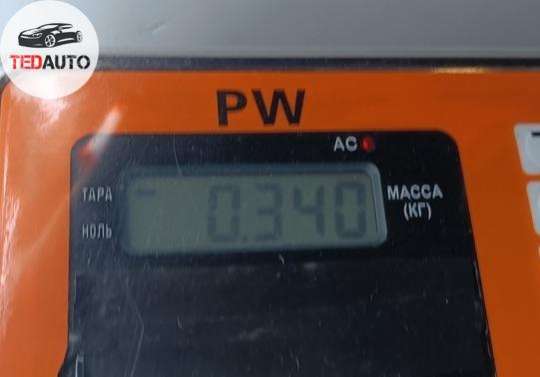 TEDAUTO
PW
AC
ТАРА
0.340
МАССА
(КГ)
НОЛЬ